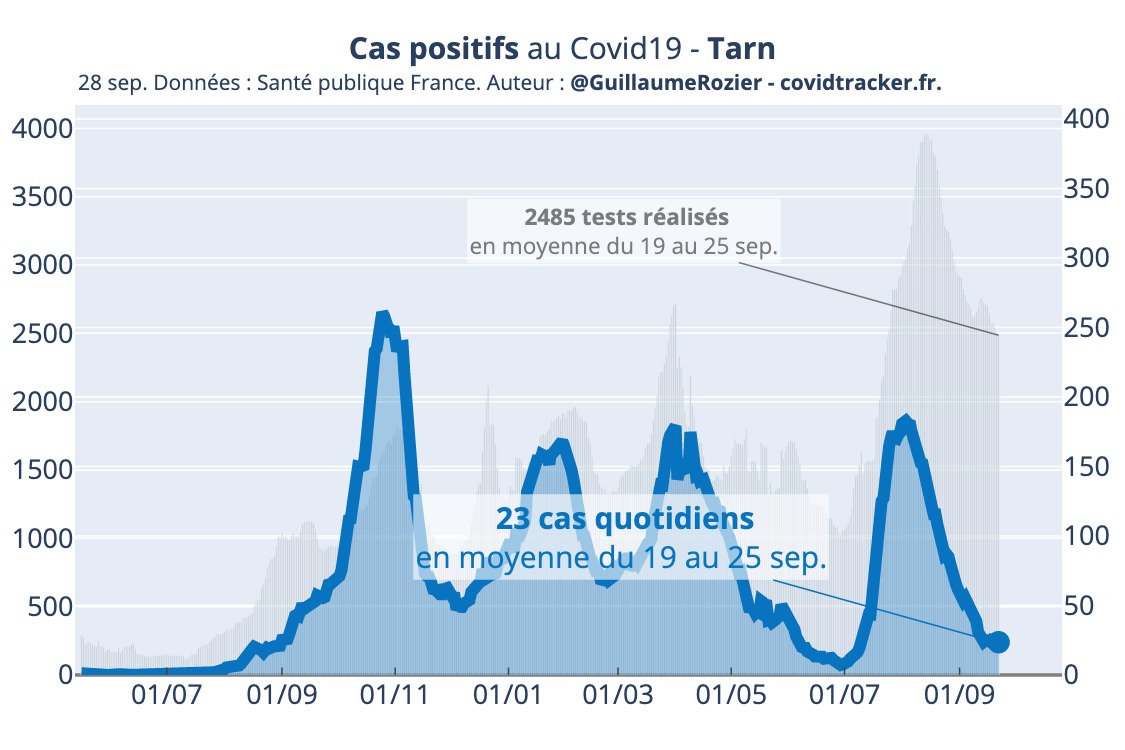 Cas positifs au Covid19 - Tarn
28 sep. Données : Santé publique France. Auteur : @GuillaumeRozier - covidtracker.fr.
4000
3500
3000
2500
2000
1500
1000
500
0
400
350
300
250
200
150
100
50
0
2485 tests réalisés
en moyenne du 19 au 25 sep.
23 cas quotidiens
en moyenne du 19 au 25 sep.
01/07 01/09 01/11 01/01 01/03 01/05 01/07 01/09